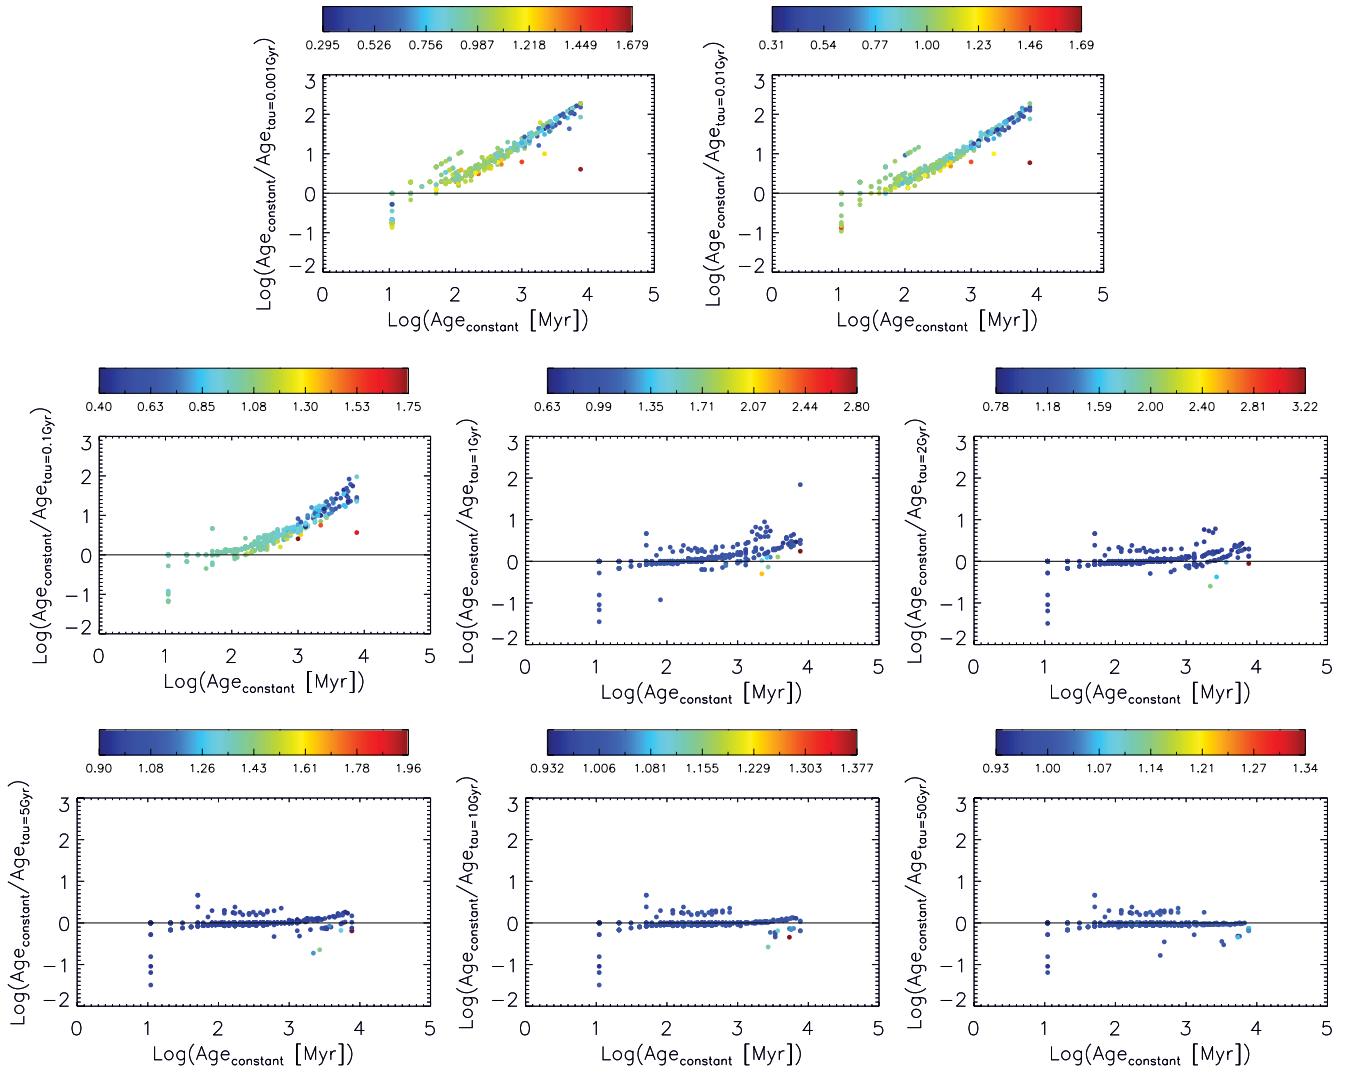 0.295 0.526 0.756 0.987 1.218 1.449 1.679
Log(Age_constant/Age_tau=0.001Gyr)
3
2
1
0
−1
−2
0 1 2 3 4 5
Log(Age_constant [Myr])
0.31 0.54 0.77 1.00 1.23 1.46 1.69
Log(Age_constant/Age_tau=0.01Gyr)
3
2
1
0
−1
−2
0 1 2 3 4 5
Log(Age_constant [Myr])
0.40 0.63 0.85 1.08 1.30 1.53 1.75
Log(Age_constant/Age_tau=0.1Gyr)
3
2
1
0
−1
−2
0 1 2 3 4 5
Log(Age_constant [Myr])
0.63 0.99 1.35 1.71 2.07 2.44 2.80
Log(Age_constant/Age_tau=1Gyr)
3
2
1
0
−1
−2
0 1 2 3 4 5
Log(Age_constant [Myr])
0.78 1.18 1.59 2.00 2.40 2.81 3.22
Log(Age_constant/Age_tau=2Gyr)
3
2
1
0
−1
−2
0 1 2 3 4 5
Log(Age_constant [Myr])
0.90 1.08 1.26 1.43 1.61 1.78 1.96
Log(Age_constant/Age_tau=5Gyr)
3
2
1
0
−1
−2
0 1 2 3 4 5
Log(Age_constant [Myr])
0.932 1.006 1.081 1.155 1.229 1.303 1.377
Log(Age_constant/Age_tau=10Gyr)
3
2
1
0
−1
−2
0 1 2 3 4 5
Log(Age_constant [Myr])
0.93 1.00 1.07 1.14 1.21 1.27 1.34
Log(Age_constant/Age_tau=50Gyr)
3
2
1
0
−1
−2
0 1 2 3 4 5
Log(Age_constant [Myr])